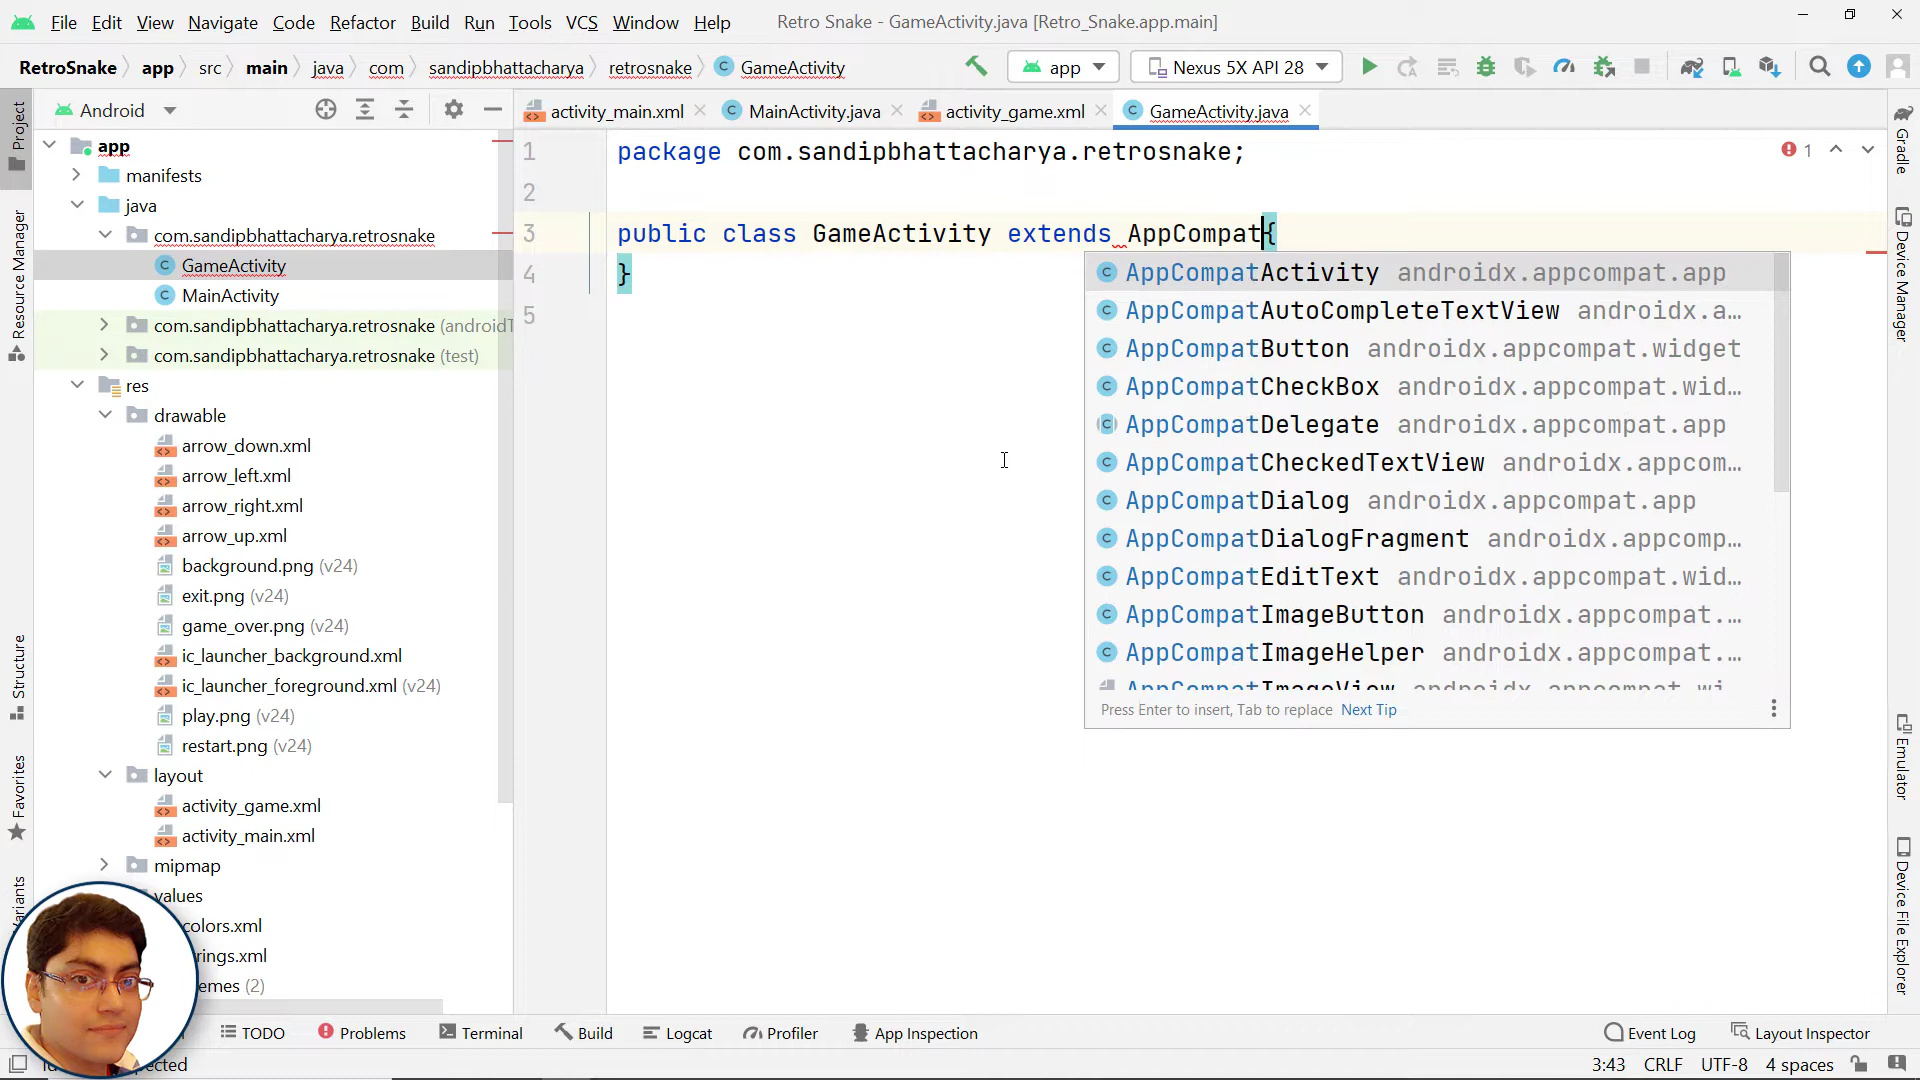 File Edit View Navigate Code Refactor Build Run Tools VCS Window Help Retro Snake - GameActivity.java [Retro_Snake.app.main]
RetroSnake app src main java com sandipbhattacharya retrosnake GameActivity app Nexus 5X API 28
Android
activity_main.xml MainActivity.java activity_game.xml GameActivity.java
Project
Resource Manager
Structure
Favorites
app
manifests
java
com.sandipbhattacharya.retrosnake
GameActivity
MainActivity
com.sandipbhattacharya.retrosnake (androidT
com.sandipbhattacharya.retrosnake (test)
res
drawable
arrow_down.xml
arrow_left.xml
arrow_right.xml
arrow_up.xml
background.png (v24)
exit.png (v24)
game_over.png (v24)
ic_launcher_background.xml
ic_launcher_foreground.xml (v24)
play.png (v24)
restart.png (v24)
layout
activity_game.xml
activity_main.xml
mipmap
values
colors.xml
rings.xml
emes (2)
1 package com.sandipbhattacharya.retrosnake;
2
3 public class GameActivity extends AppCompat{
4 }
5
1
AppCompatActivity androidx.appcompat.app
AppCompatAutoCompleteTextView androidx.a…
AppCompatButton androidx.appcompat.widget
AppCompatCheckBox androidx.appcompat.wid…
AppCompatDelegate androidx.appcompat.app
AppCompatCheckedTextView androidx.appcom…
AppCompatDialog androidx.appcompat.app
AppCompatDialogFragment androidx.appcomp…
AppCompatEditText androidx.appcompat.wid…
AppCompatImageButton androidx.appcompat.…
AppCompatImageHelper androidx.appcompat.…
AppCompatImageView androidx.appcompat.wi
Press Enter to insert, Tab to replace Next Tip
Gradle
Device Manager
Emulator
Device File Explorer
TODO Problems Terminal Build Logcat Profiler App Inspection Event Log Layout Inspector
3:43 CRLF UTF-8 4 spaces